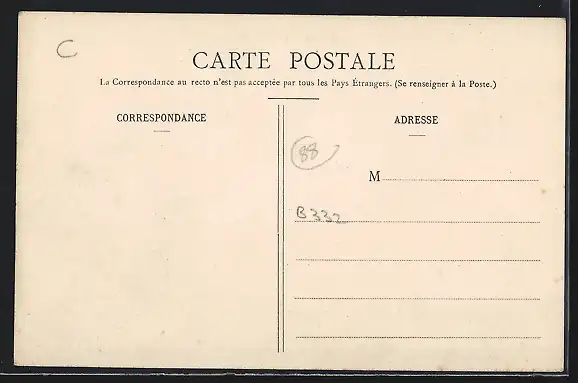 C
CARTE POSTALE
La Correspondance au recto n'est pas acceptée par tous les Pays Étrangers. (Se renseigner à la Poste.)
CORRESPONDANCE
ADRESSE
88
M
B332